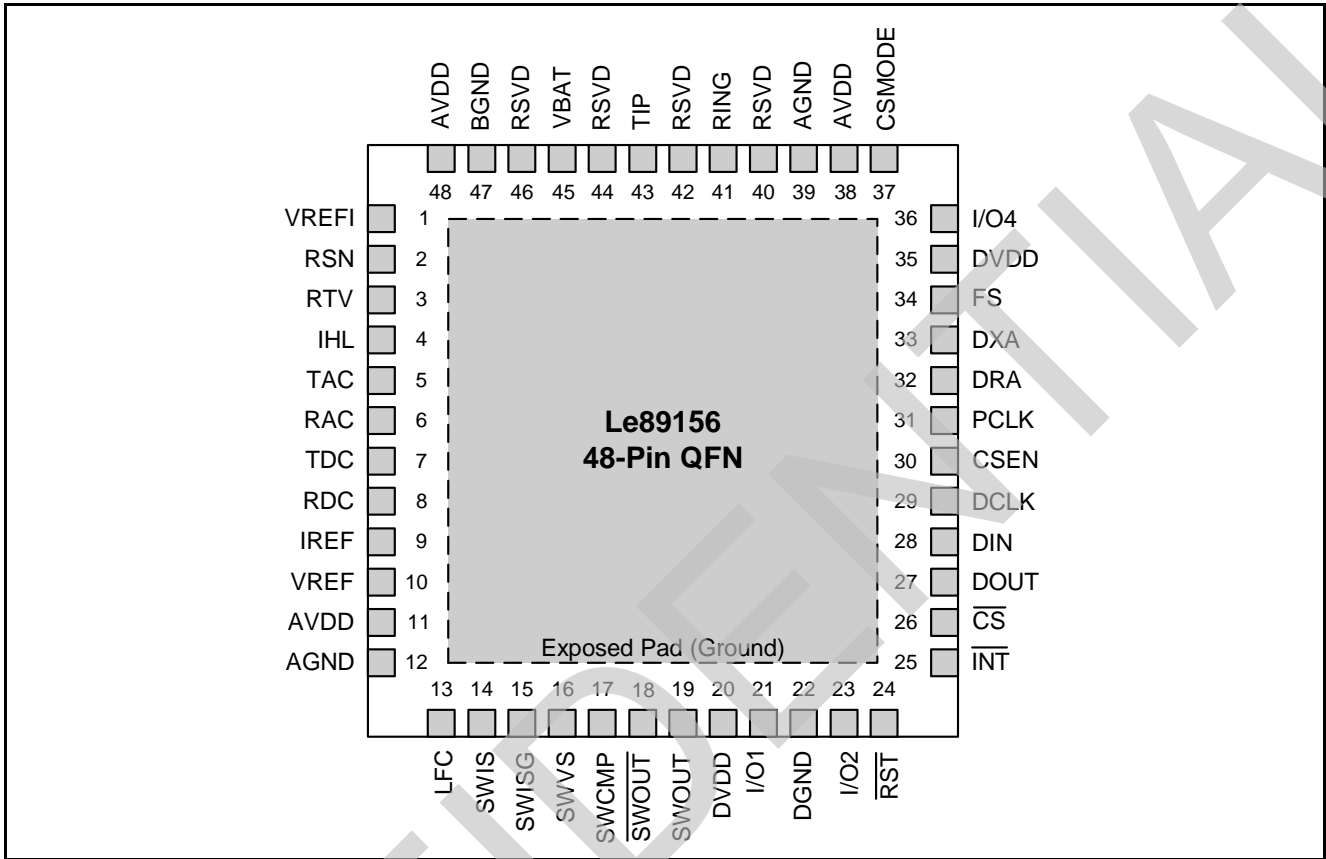 AVDD BGND RSVD VBAT RSVD TIP RSVD RING RSVD AGND AVDD CSMODE
48 47 46 45 44 43 42 41 40 39 38 37
VREFI 1 36 I/O4
RSN 2 35 DVDD
RTV 3 34 FS
IHL 4 33 DXA
TAC 5 32 DRA
RAC 6 31 PCLK
TDC 7 30 CSEN
RDC 8 29 DCLK
IREF 9 28 DIN
VREF 10 27 DOUT
AVDD 11 26 C̅S̅
AGND 12 25 I̅N̅T̅
Le89156
48-Pin QFN
Exposed Pad (Ground)
13 14 15 16 17 18 19 20 21 22 23 24
LFC SWIS SWISG SWVS SWCMP S̅W̅O̅U̅T̅ SWOUT DVDD I/O1 DGND I/O2 R̅S̅T̅